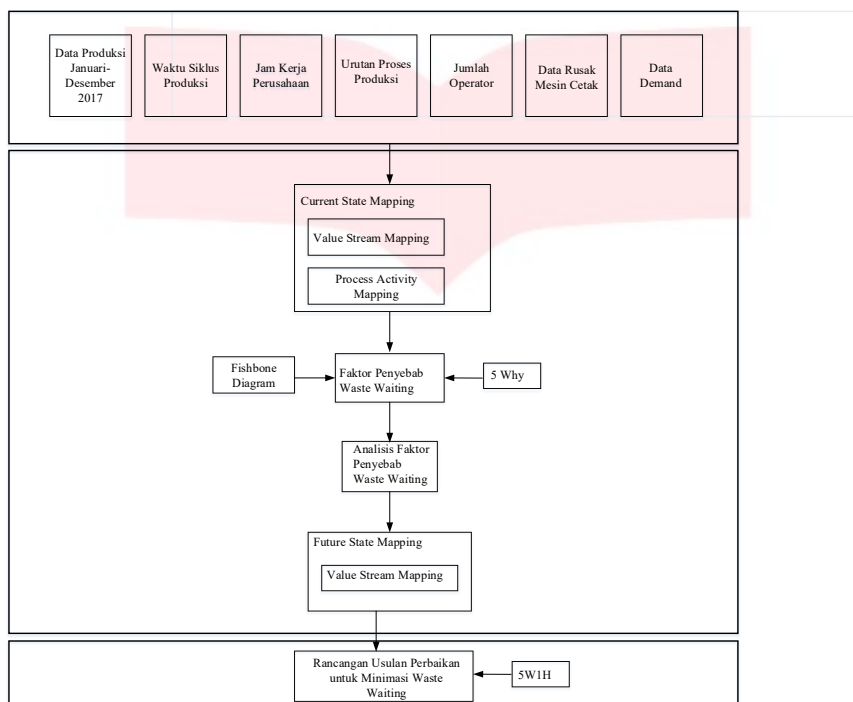 Data Produksi
Januari-
Desember
2017
Waktu Siklus
Produksi
Jam Kerja
Perusahaan
Urutan Proses
Produksi
Jumlah
Operator
Data Rusak
Mesin Cetak
Data
Demand
Current State Mapping
Value Stream Mapping
Process Activity
Mapping
Fishbone
Diagram
Faktor Penyebab
Waste Waiting
5 Why
Analisis Faktor
Penyebab
Waste Waiting
Future State Mapping
Value Stream Mapping
Rancangan Usulan Perbaikan
untuk Minimasi Waste
Waiting
5W1H